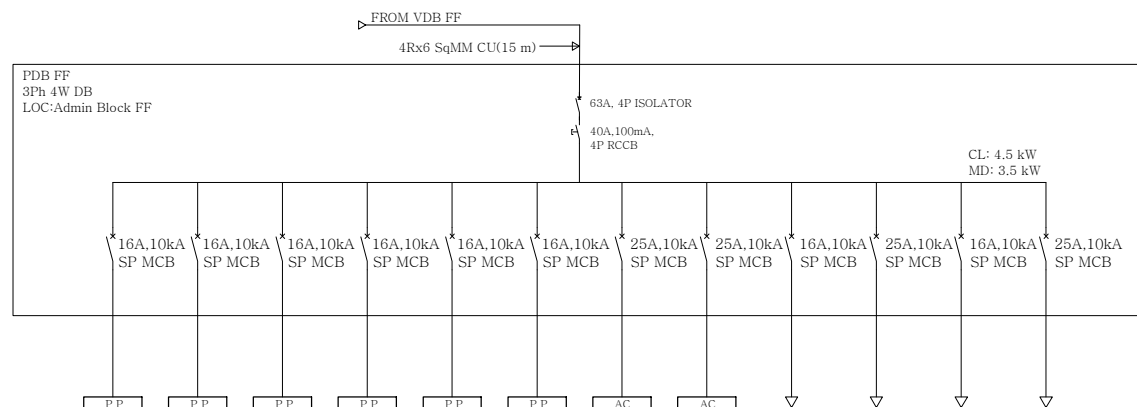 FROM VDB FF
4Rx6 SqMM CU(15 m)
PDB FF
3Ph 4W DB
LOC:Admin Block FF
63A, 4P ISOLATOR
40A,100mA,
4P RCCB
CL: 4.5 kW
MD: 3.5 kW
16A,10kA
SP MCB
16A,10kA
SP MCB
16A,10kA
SP MCB
16A,10kA
SP MCB
16A,10kA
SP MCB
16A,10kA
SP MCB
25A,10kA
SP MCB
25A,10kA
SP MCB
16A,10kA
SP MCB
25A,10kA
SP MCB
16A,10kA
SP MCB
25A,10kA
SP MCB
P.P
P.P
P.P
P.P
P.P
P.P
AC
AC